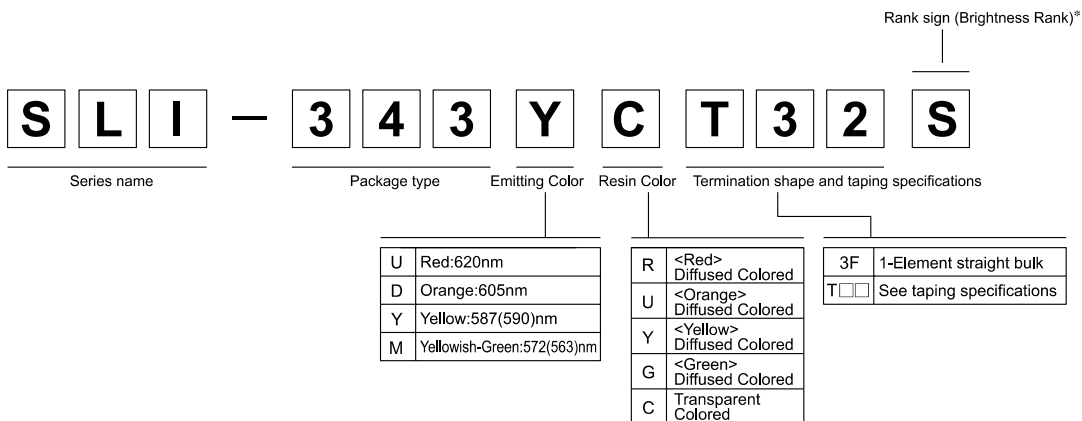 Rank sign (Brightness Rank)*
S L I — 3 4 3 Y C T 3 2 S
Series name
Package type
Emitting Color
Resin Color
Termination shape and taping specifications
U Red:620nm
D Orange:605nm
Y Yellow:587(590)nm
M Yellowish-Green:572(563)nm
R <Red>
Diffused Colored
U <Orange>
Diffused Colored
Y <Yellow>
Diffused Colored
G <Green>
Diffused Colored
C Transparent
Colored
3F 1-Element straight bulk
T□□ See taping specifications